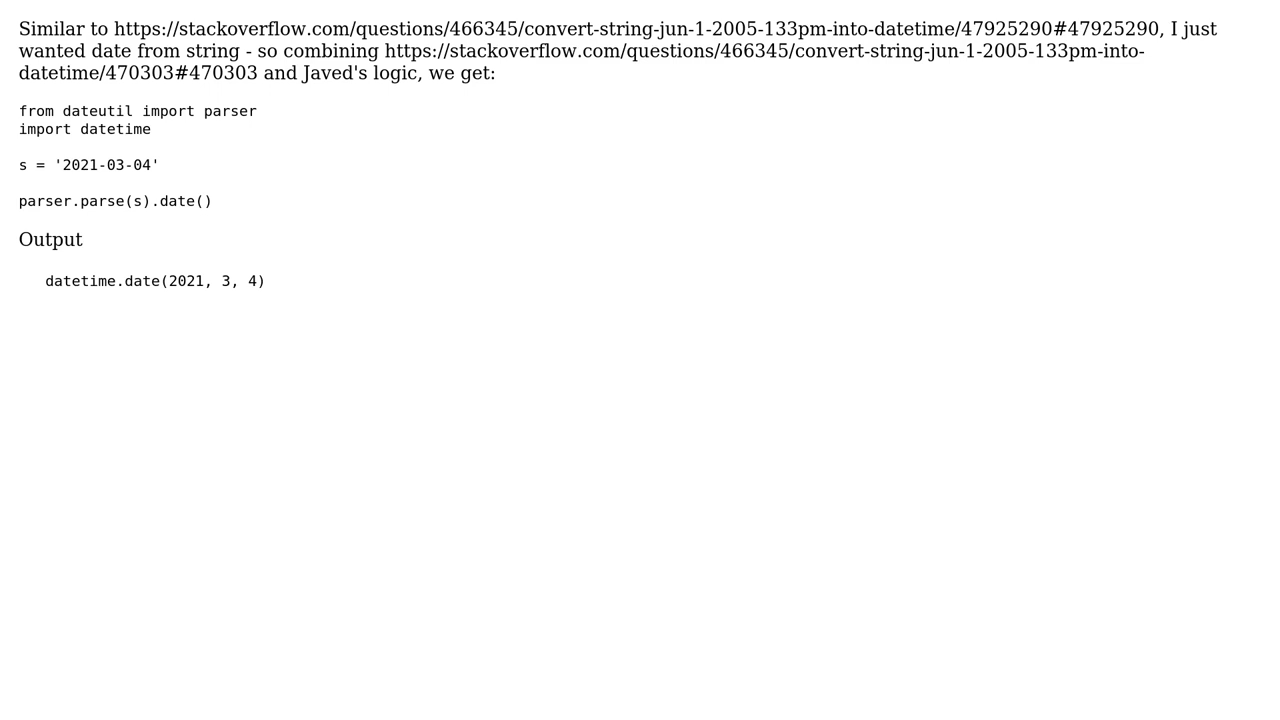 Similar to https://stackoverflow.com/questions/466345/convert-string-jun-1-2005-133pm-into-datetime/47925290#47925290, I just
wanted date from string - so combining https://stackoverflow.com/questions/466345/convert-string-jun-1-2005-133pm-into-
datetime/470303#470303 and Javed's logic, we get:
from dateutil import parser
import datetime
s = '2021-03-04'
parser.parse(s).date()
Output
datetime.date(2021, 3, 4)